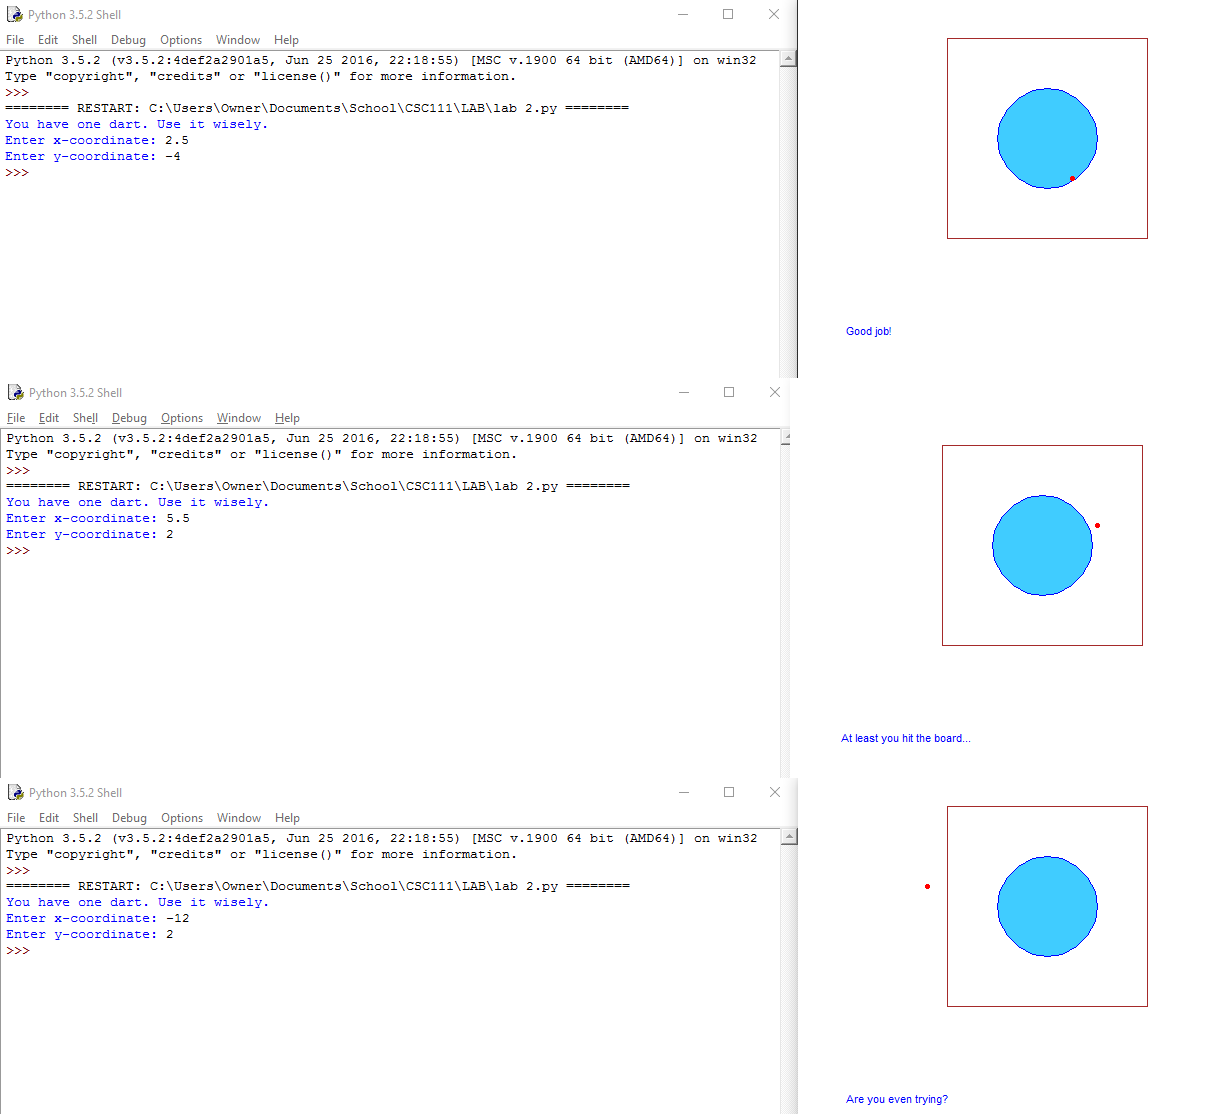 Python 3.5.2 Shell
File Edit Shell Debug Options Window Help
Python 3.5.2 (v3.5.2:4def2a2901a5, Jun 25 2016, 22:18:55) [MSC v.1900 64 bit (AMD64)] on win32
Type "copyright", "credits" or "license()" for more information.
>>>
======== RESTART: C:\Users\Owner\Documents\School\CSC111\LAB\lab 2.py ========
You have one dart. Use it wisely.
Enter x-coordinate: 2.5
Enter y-coordinate: -4
>>>
Good job!
Python 3.5.2 Shell
File Edit Shell Debug Options Window Help
Python 3.5.2 (v3.5.2:4def2a2901a5, Jun 25 2016, 22:18:55) [MSC v.1900 64 bit (AMD64)] on win32
Type "copyright", "credits" or "license()" for more information.
>>>
======== RESTART: C:\Users\Owner\Documents\School\CSC111\LAB\lab 2.py ========
You have one dart. Use it wisely.
Enter x-coordinate: 5.5
Enter y-coordinate: 2
>>>
At least you hit the board...
Python 3.5.2 Shell
File Edit Shell Debug Options Window Help
Python 3.5.2 (v3.5.2:4def2a2901a5, Jun 25 2016, 22:18:55) [MSC v.1900 64 bit (AMD64)] on win32
Type "copyright", "credits" or "license()" for more information.
>>>
======== RESTART: C:\Users\Owner\Documents\School\CSC111\LAB\lab 2.py ========
You have one dart. Use it wisely.
Enter x-coordinate: -12
Enter y-coordinate: 2
>>>
Are you even trying?